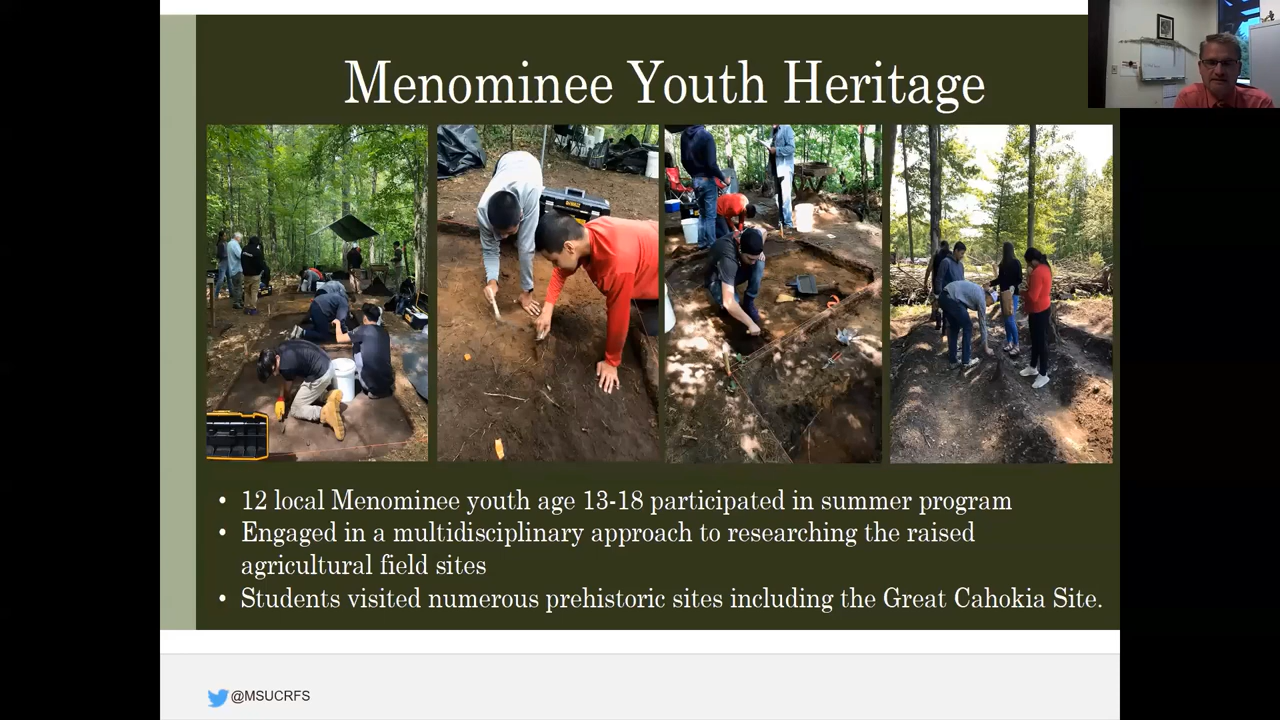 Menominee Youth Heritage
• 12 local Menominee youth age 13-18 participated in summer program
• Engaged in a multidisciplinary approach to researching the raised
agricultural field sites
• Students visited numerous prehistoric sites including the Great Cahokia Site.
@MSUCRFS